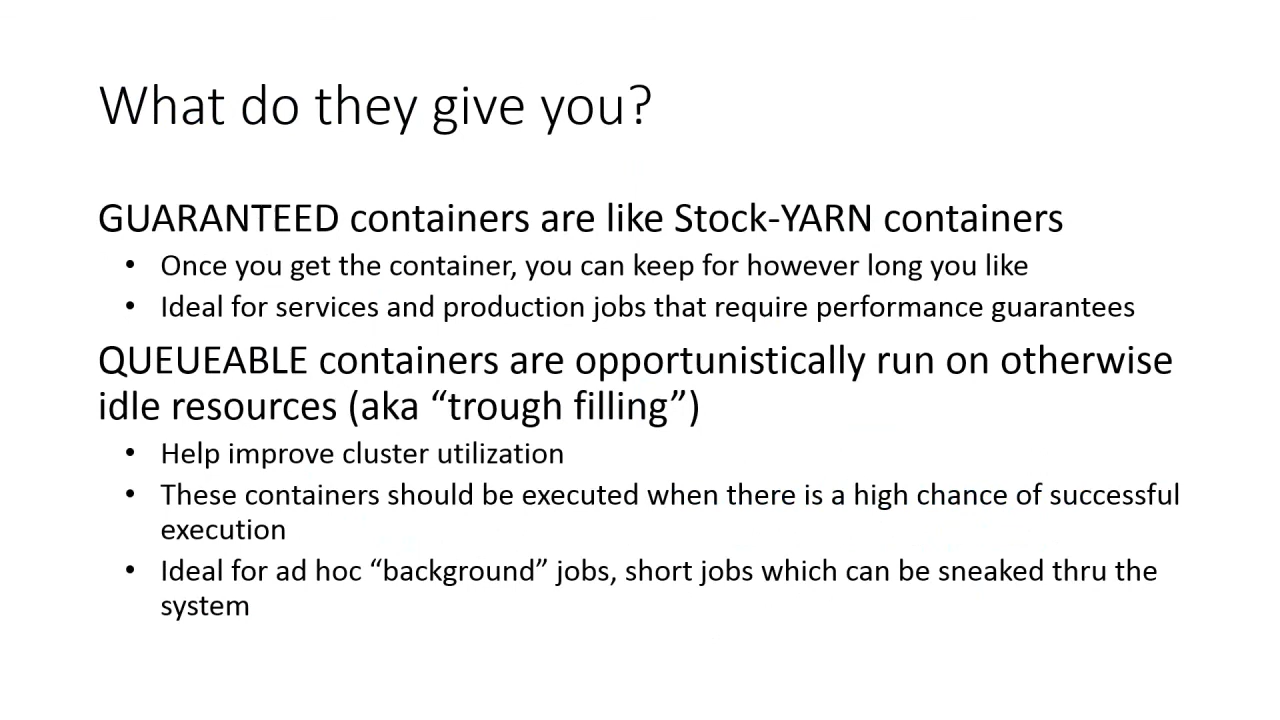 What do they give you?
GUARANTEED containers are like Stock-YARN containers
• Once you get the container, you can keep for however long you like
• Ideal for services and production jobs that require performance guarantees
QUEUEABLE containers are opportunistically run on otherwise
idle resources (aka “trough filling”)
• Help improve cluster utilization
• These containers should be executed when there is a high chance of successful
execution
• Ideal for ad hoc “background” jobs, short jobs which can be sneaked thru the
system